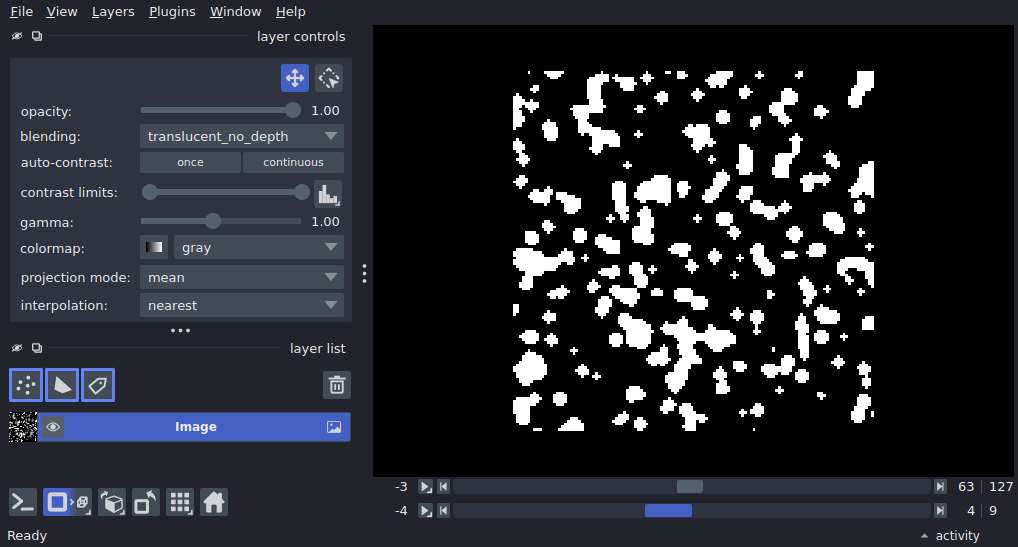 File View Layers Plugins Window Help
layer controls
opacity: 1.00
blending: translucent_no_depth
auto-contrast: once continuous
contrast limits:
gamma: 1.00
colormap: gray
projection mode: mean
interpolation: nearest
layer list
Image
-3 63 127
-4 4 9
Ready activity